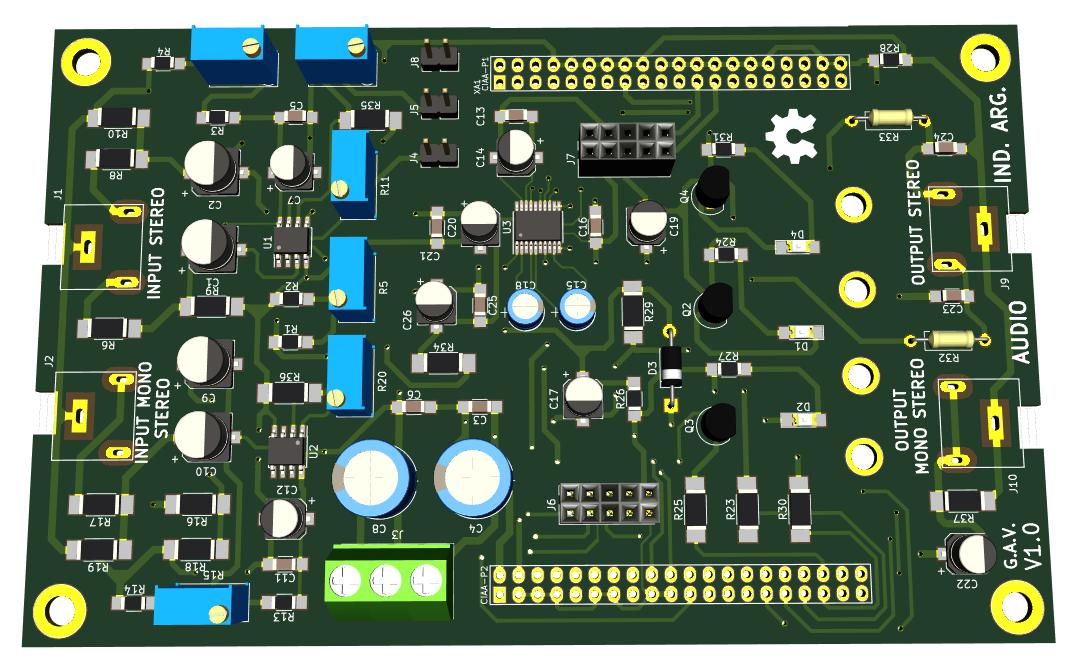 R4
J8
XA1
CIAA-P1
R28
R10
R3
C5
R35
J5
C13
R33
R31
C24
IND. ARG.
R8
J4
C14
J7
J1
C2
C7
R11
Q4
OUTPUT STEREO
INPUT STEREO
U1
C20
U3
C16
C19
D4
C21
R24
J9
R2
R5
C18
C15
R29
Q2
C23
C26
C25
R6
R1
D1
R32
AUDIO
J2
R34
D3
R27
C9
R36
R20
C17
R26
OUTPUT
MONO STEREO
INPUT MONO
STEREO
C6
C3
D2
Q3
C10
U2
J10
C12
J6
R25
R23
R30
R17
R16
C8
C4
R37
J3
G.A.V.
V1.0
R19
R18
C11
C22
R15
CIAA-P2
R14
R13